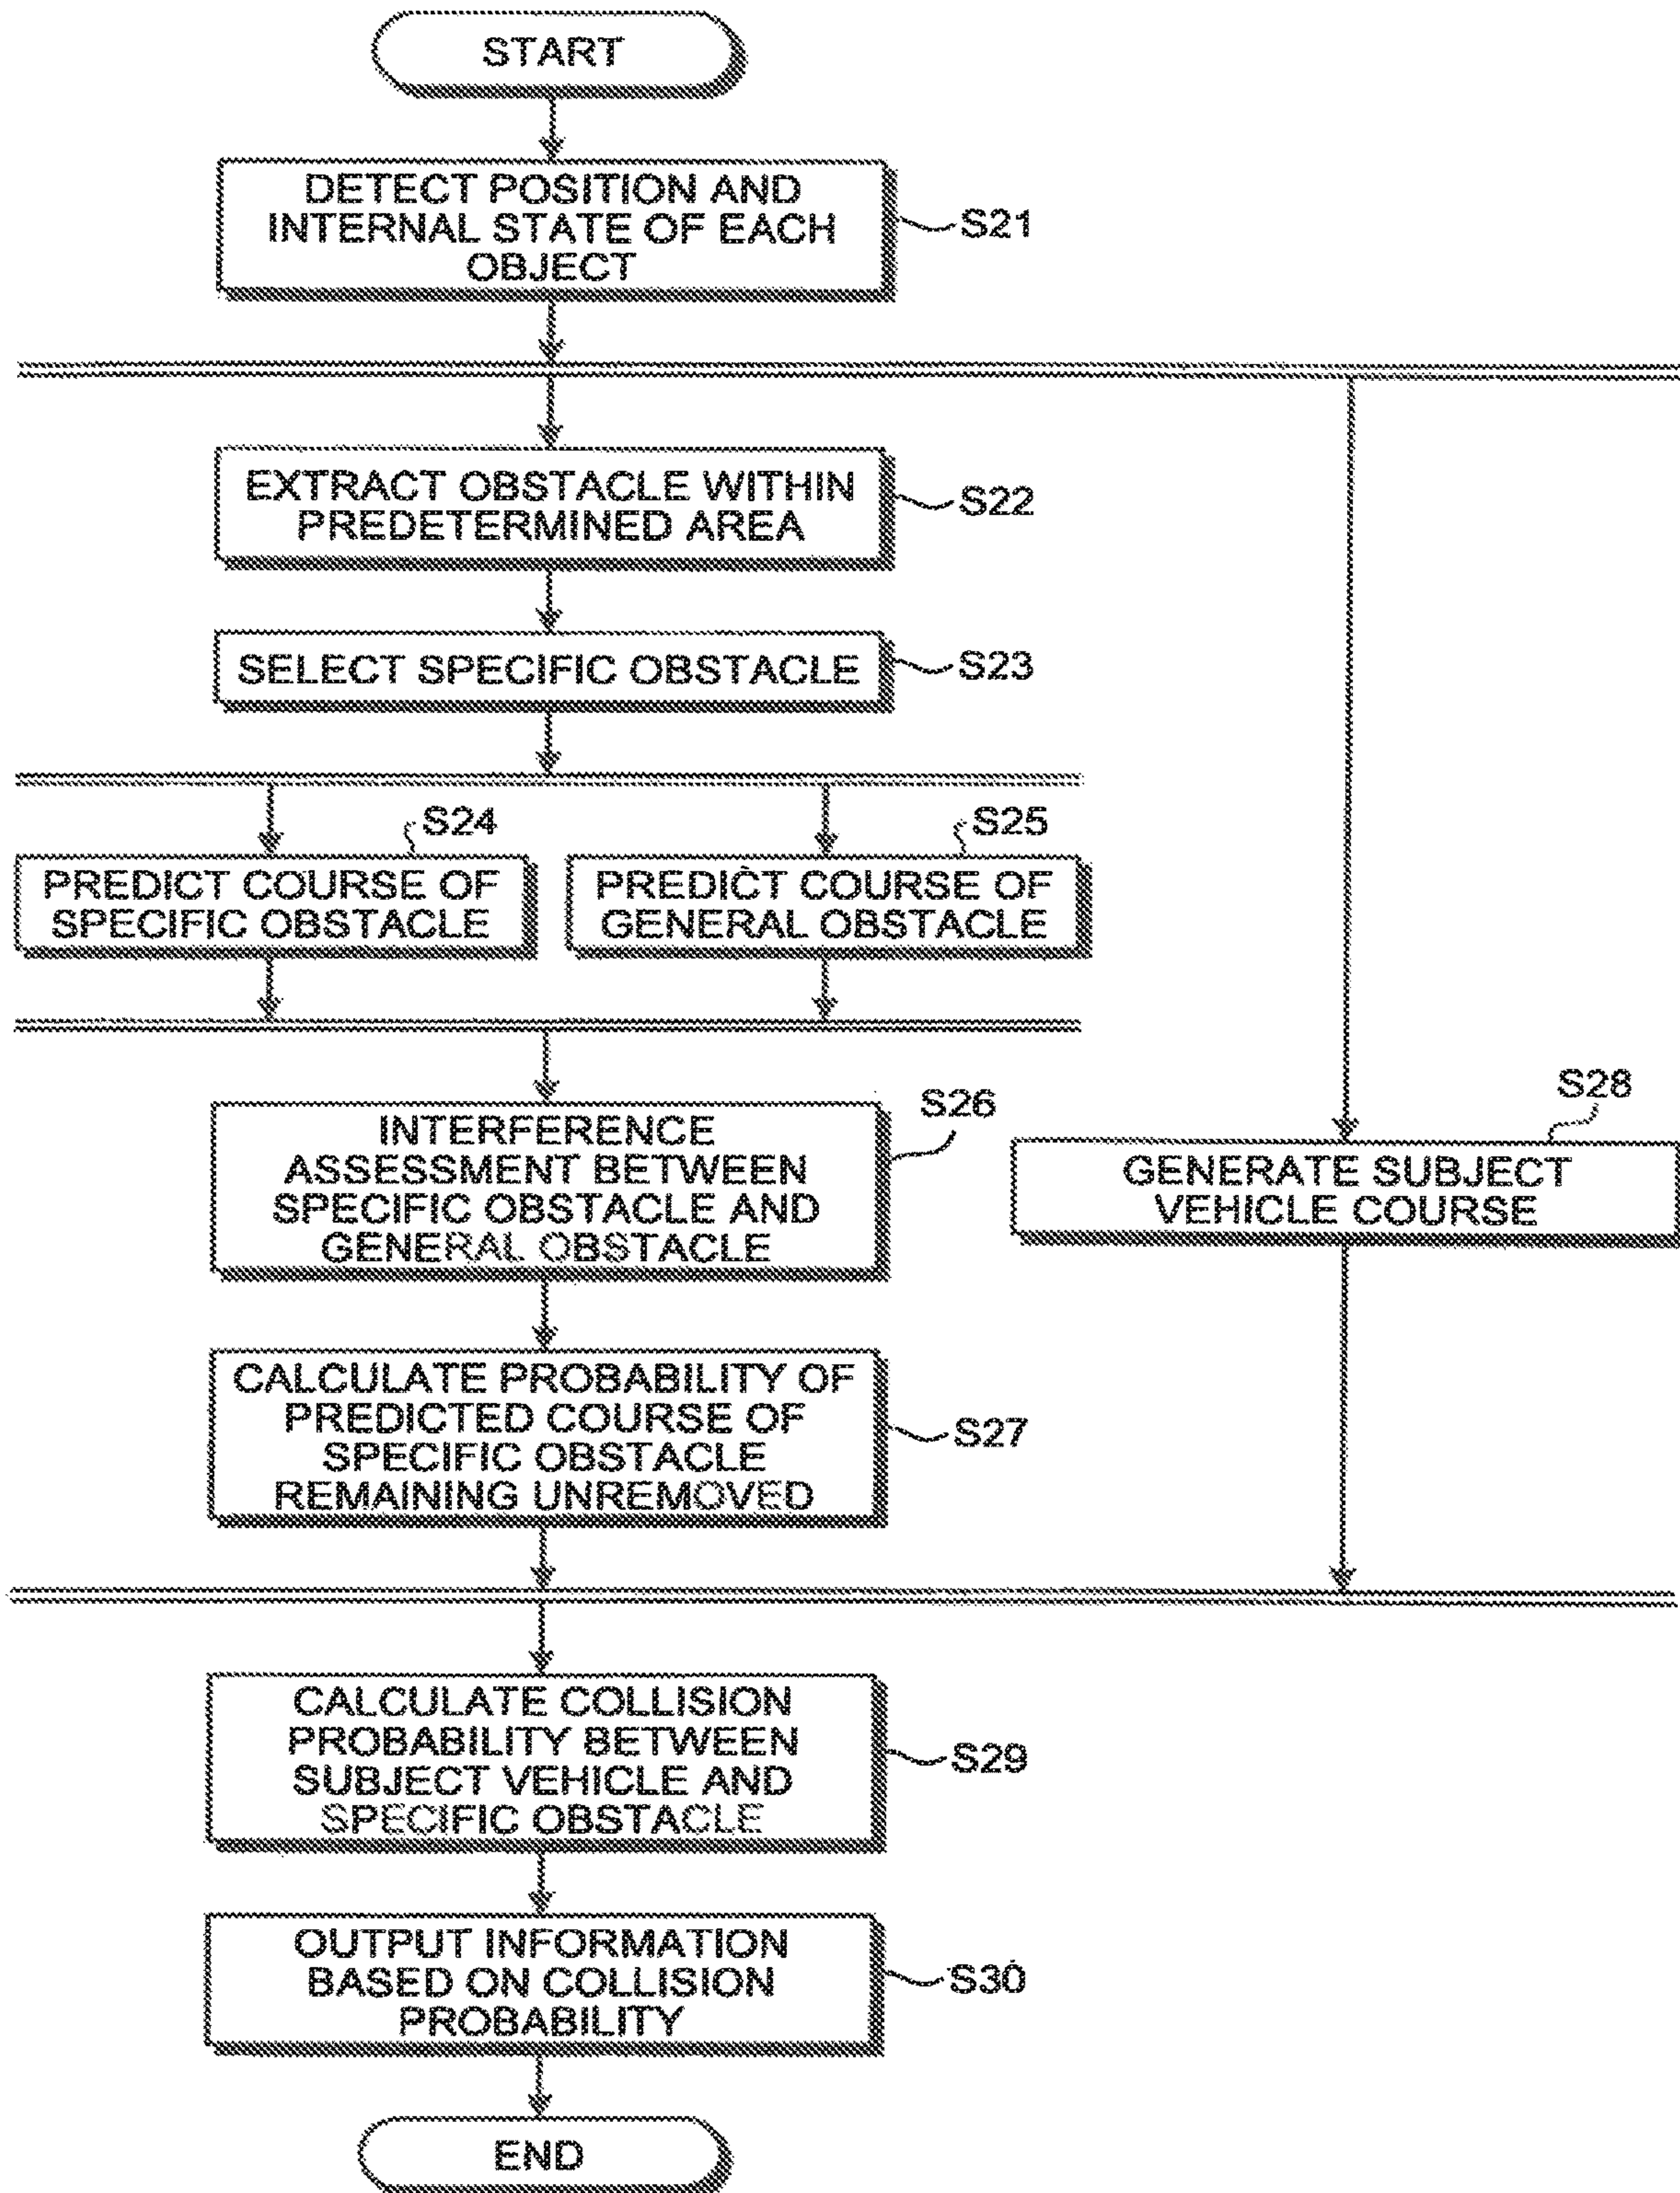 START
DETECT POSITION AND
INTERNAL STATE OF EACH
OBJECT
S21
EXTRACT OBSTACLE WITHIN
PREDETERMINED AREA
S22
SELECT SPECIFIC OBSTACLE
S23
S24
PREDICT COURSE OF
SPECIFIC OBSTACLE
S25
PREDICT COURSE OF
GENERAL OBSTACLE
S26
INTERFERENCE
ASSESSMENT BETWEEN
SPECIFIC OBSTACLE AND
GENERAL OBSTACLE
S28
GENERATE SUBJECT
VEHICLE COURSE
CALCULATE PROBABILITY OF
PREDICTED COURSE OF
SPECIFIC OBSTACLE
REMAINING UNREMOVED
S27
CALCULATE COLLISION
PROBABILITY BETWEEN
SUBJECT VEHICLE AND
SPECIFIC OBSTACLE
S29
OUTPUT INFORMATION
BASED ON COLLISION
PROBABILITY
S30
END